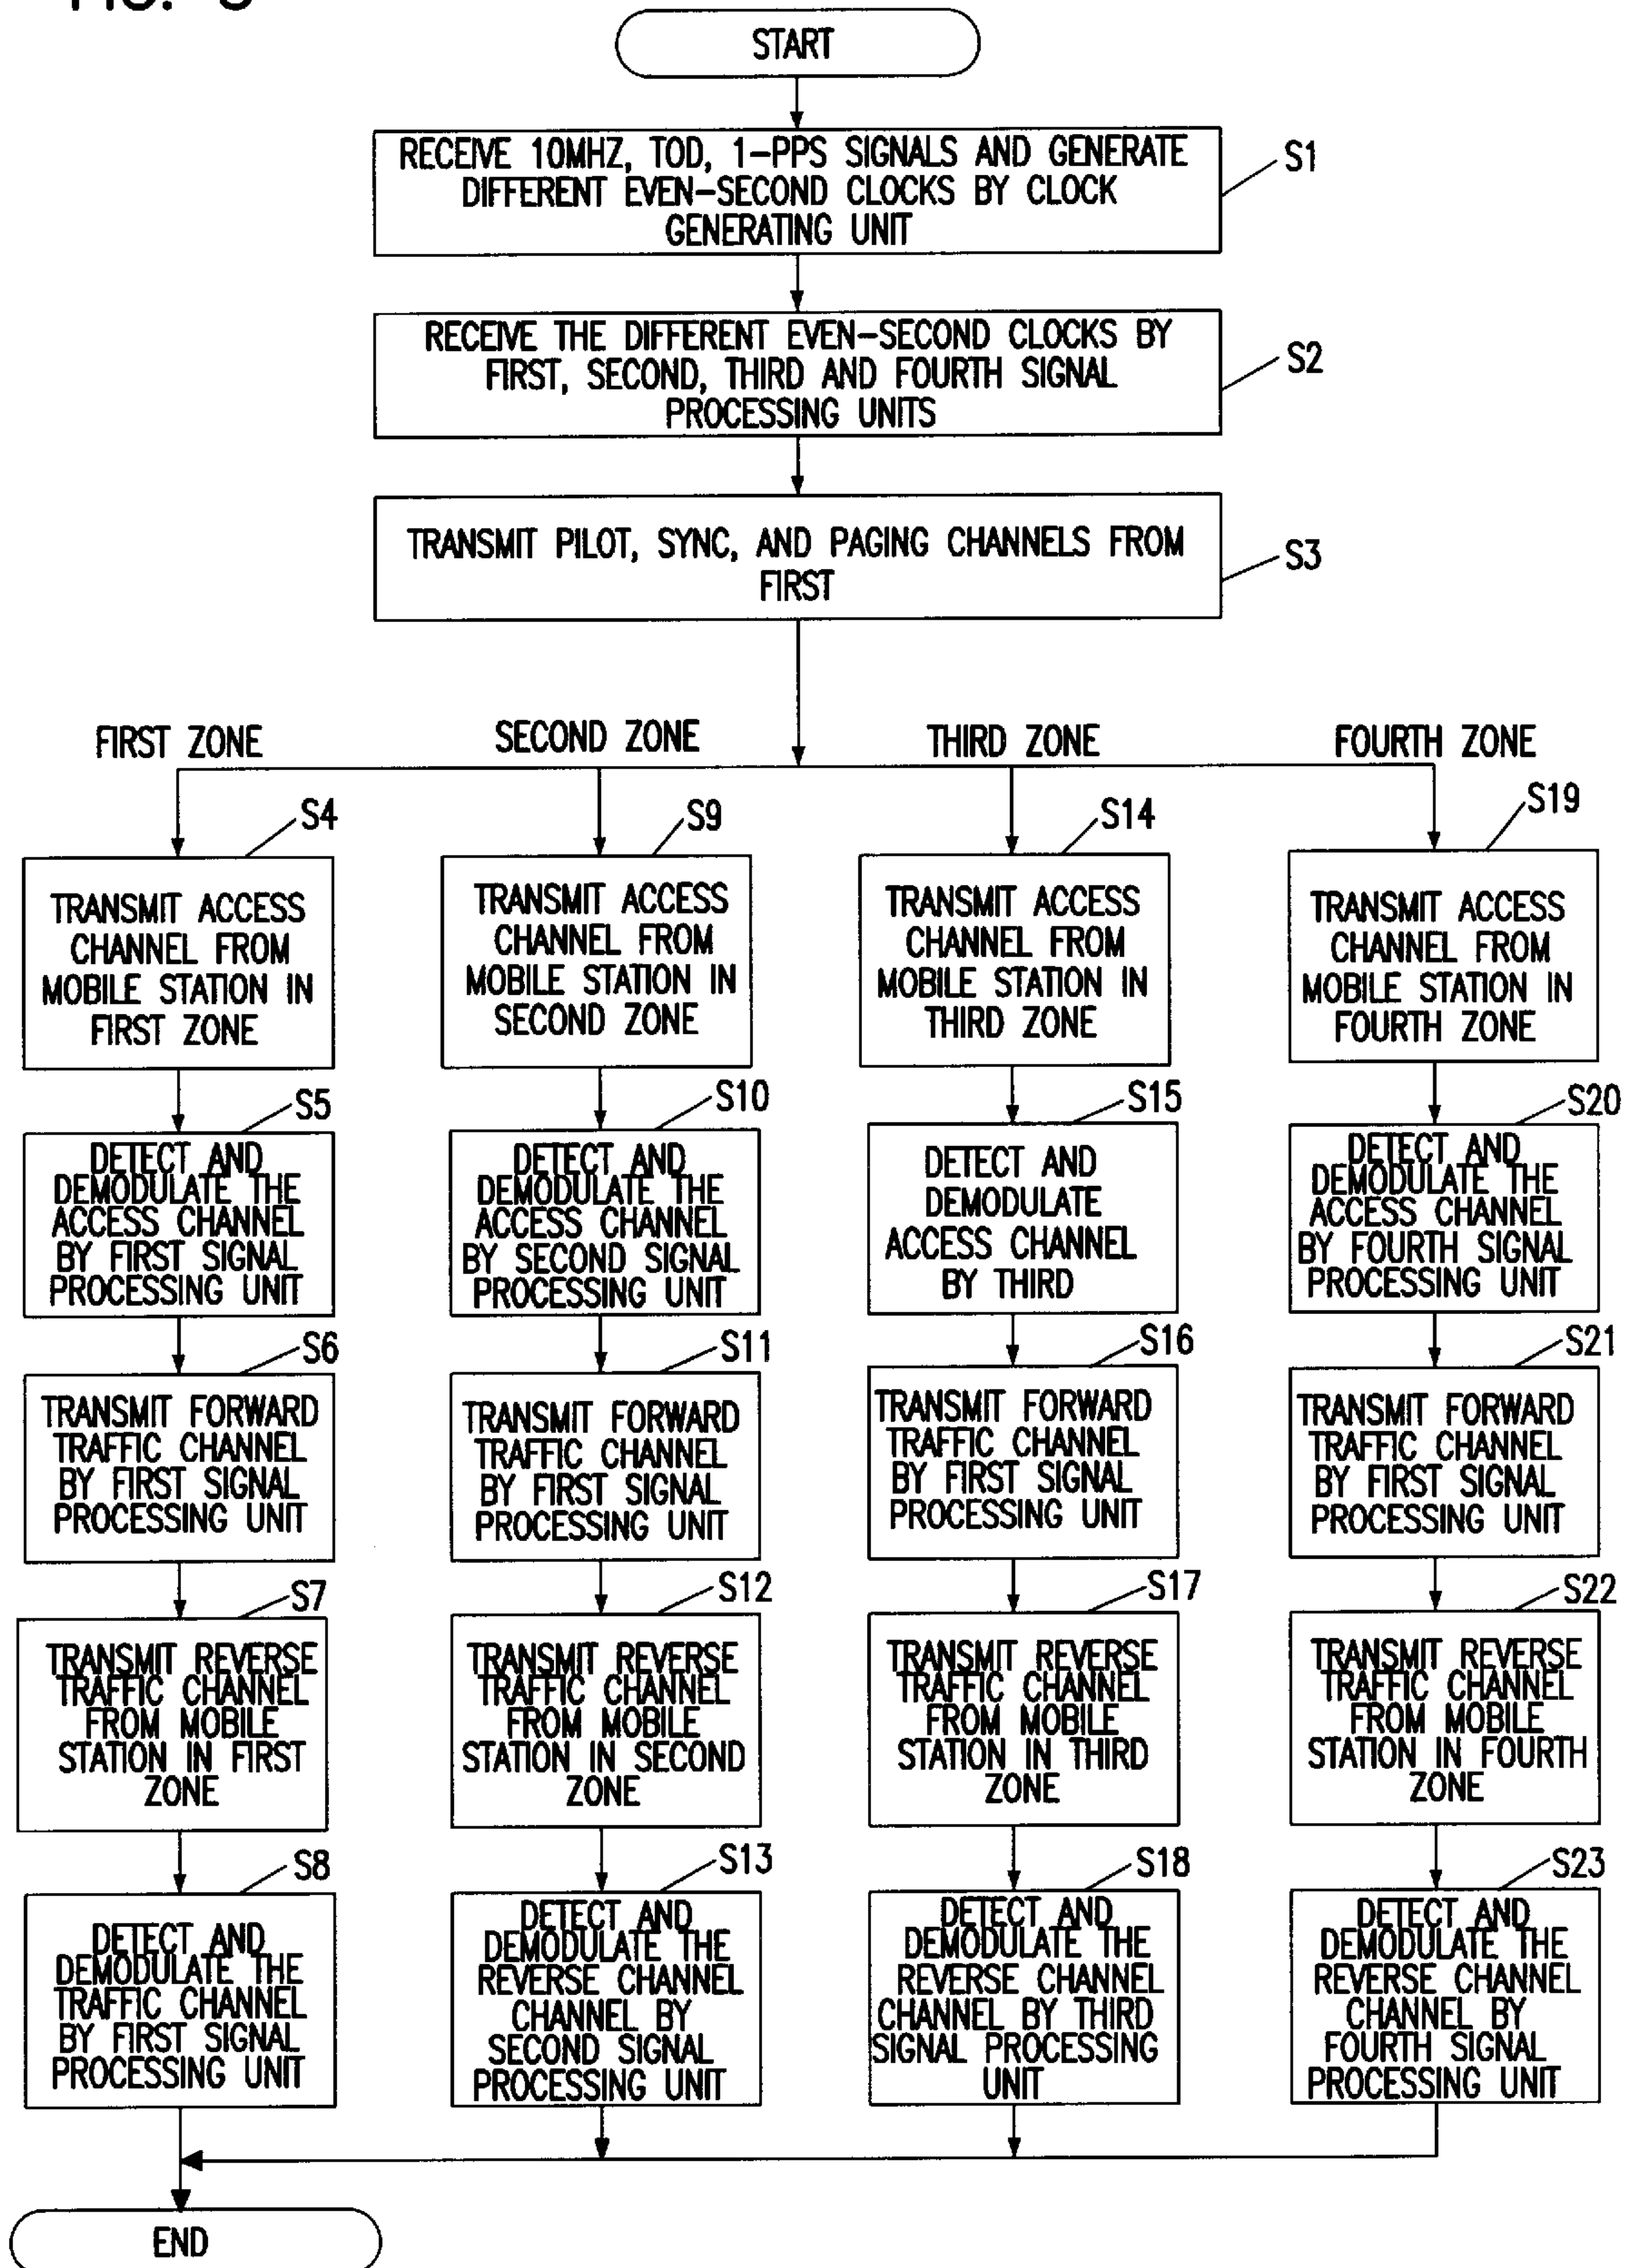 START
RECEIVE 10MHZ, TOD, 1-PPS SIGNALS AND GENERATE
DIFFERENT EVEN-SECOND CLOCKS BY CLOCK
GENERATING UNIT
S1
RECEIVE THE DIFFERENT EVEN-SECOND CLOCKS BY
FIRST, SECOND, THIRD AND FOURTH SIGNAL
PROCESSING UNITS
S2
TRANSMIT PILOT, SYNC, AND PAGING CHANNELS FROM
FIRST
S3
FIRST ZONE
S4
TRANSMIT ACCESS
CHANNEL FROM
MOBILE STATION IN
FIRST ZONE
S5
DETECT AND
DEMODULATE THE
ACCESS CHANNEL
BY FIRST SIGNAL
PROCESSING UNIT
S6
TRANSMIT FORWARD
TRAFFIC CHANNEL
BY FIRST SIGNAL
PROCESSING UNIT
S7
TRANSMIT REVERSE
TRAFFIC CHANNEL
FROM MOBILE
STATION IN FIRST
ZONE
S8
DETECT AND
DEMODULATE THE
TRAFFIC CHANNEL
BY FIRST SIGNAL
PROCESSING UNIT
SECOND ZONE
S9
TRANSMIT ACCESS
CHANNEL FROM
MOBILE STATION IN
SECOND ZONE
S10
DETECT AND
DEMODULATE THE
ACCESS CHANNEL
BY SECOND SIGNAL
PROCESSING UNIT
S11
TRANSMIT FORWARD
TRAFFIC CHANNEL
BY FIRST SIGNAL
PROCESSING UNIT
S12
TRANSMIT REVERSE
TRAFFIC CHANNEL
FROM MOBILE
STATION IN SECOND
ZONE
S13
DETECT AND
DEMODULATE THE
REVERSE CHANNEL
CHANNEL BY
SECOND SIGNAL
PROCESSING UNIT
THIRD ZONE
S14
TRANSMIT ACCESS
CHANNEL FROM
MOBILE STATION IN
THIRD ZONE
S15
DETECT AND
DEMODULATE
ACCESS CHANNEL
BY THIRD
S16
TRANSMIT FORWARD
TRAFFIC CHANNEL
BY FIRST SIGNAL
PROCESSING UNIT
S17
TRANSMIT REVERSE
TRAFFIC CHANNEL
FROM MOBILE
STATION IN THIRD
ZONE
S18
DETECT AND
DEMODULATE THE
REVERSE CHANNEL
CHANNEL BY THIRD
SIGNAL PROCESSING
UNIT
FOURTH ZONE
S19
TRANSMIT ACCESS
CHANNEL FROM
MOBILE STATION IN
FOURTH ZONE
S20
DETECT AND
DEMODULATE THE
ACCESS CHANNEL
BY FOURTH SIGNAL
PROCESSING UNIT
S21
TRANSMIT FORWARD
TRAFFIC CHANNEL
BY FIRST SIGNAL
PROCESSING UNIT
S22
TRANSMIT REVERSE
TRAFFIC CHANNEL
FROM MOBILE
STATION IN FOURTH
ZONE
S23
DETECT AND
DEMODULATE THE
REVERSE CHANNEL
CHANNEL BY
FOURTH SIGNAL
PROCESSING UNIT
END